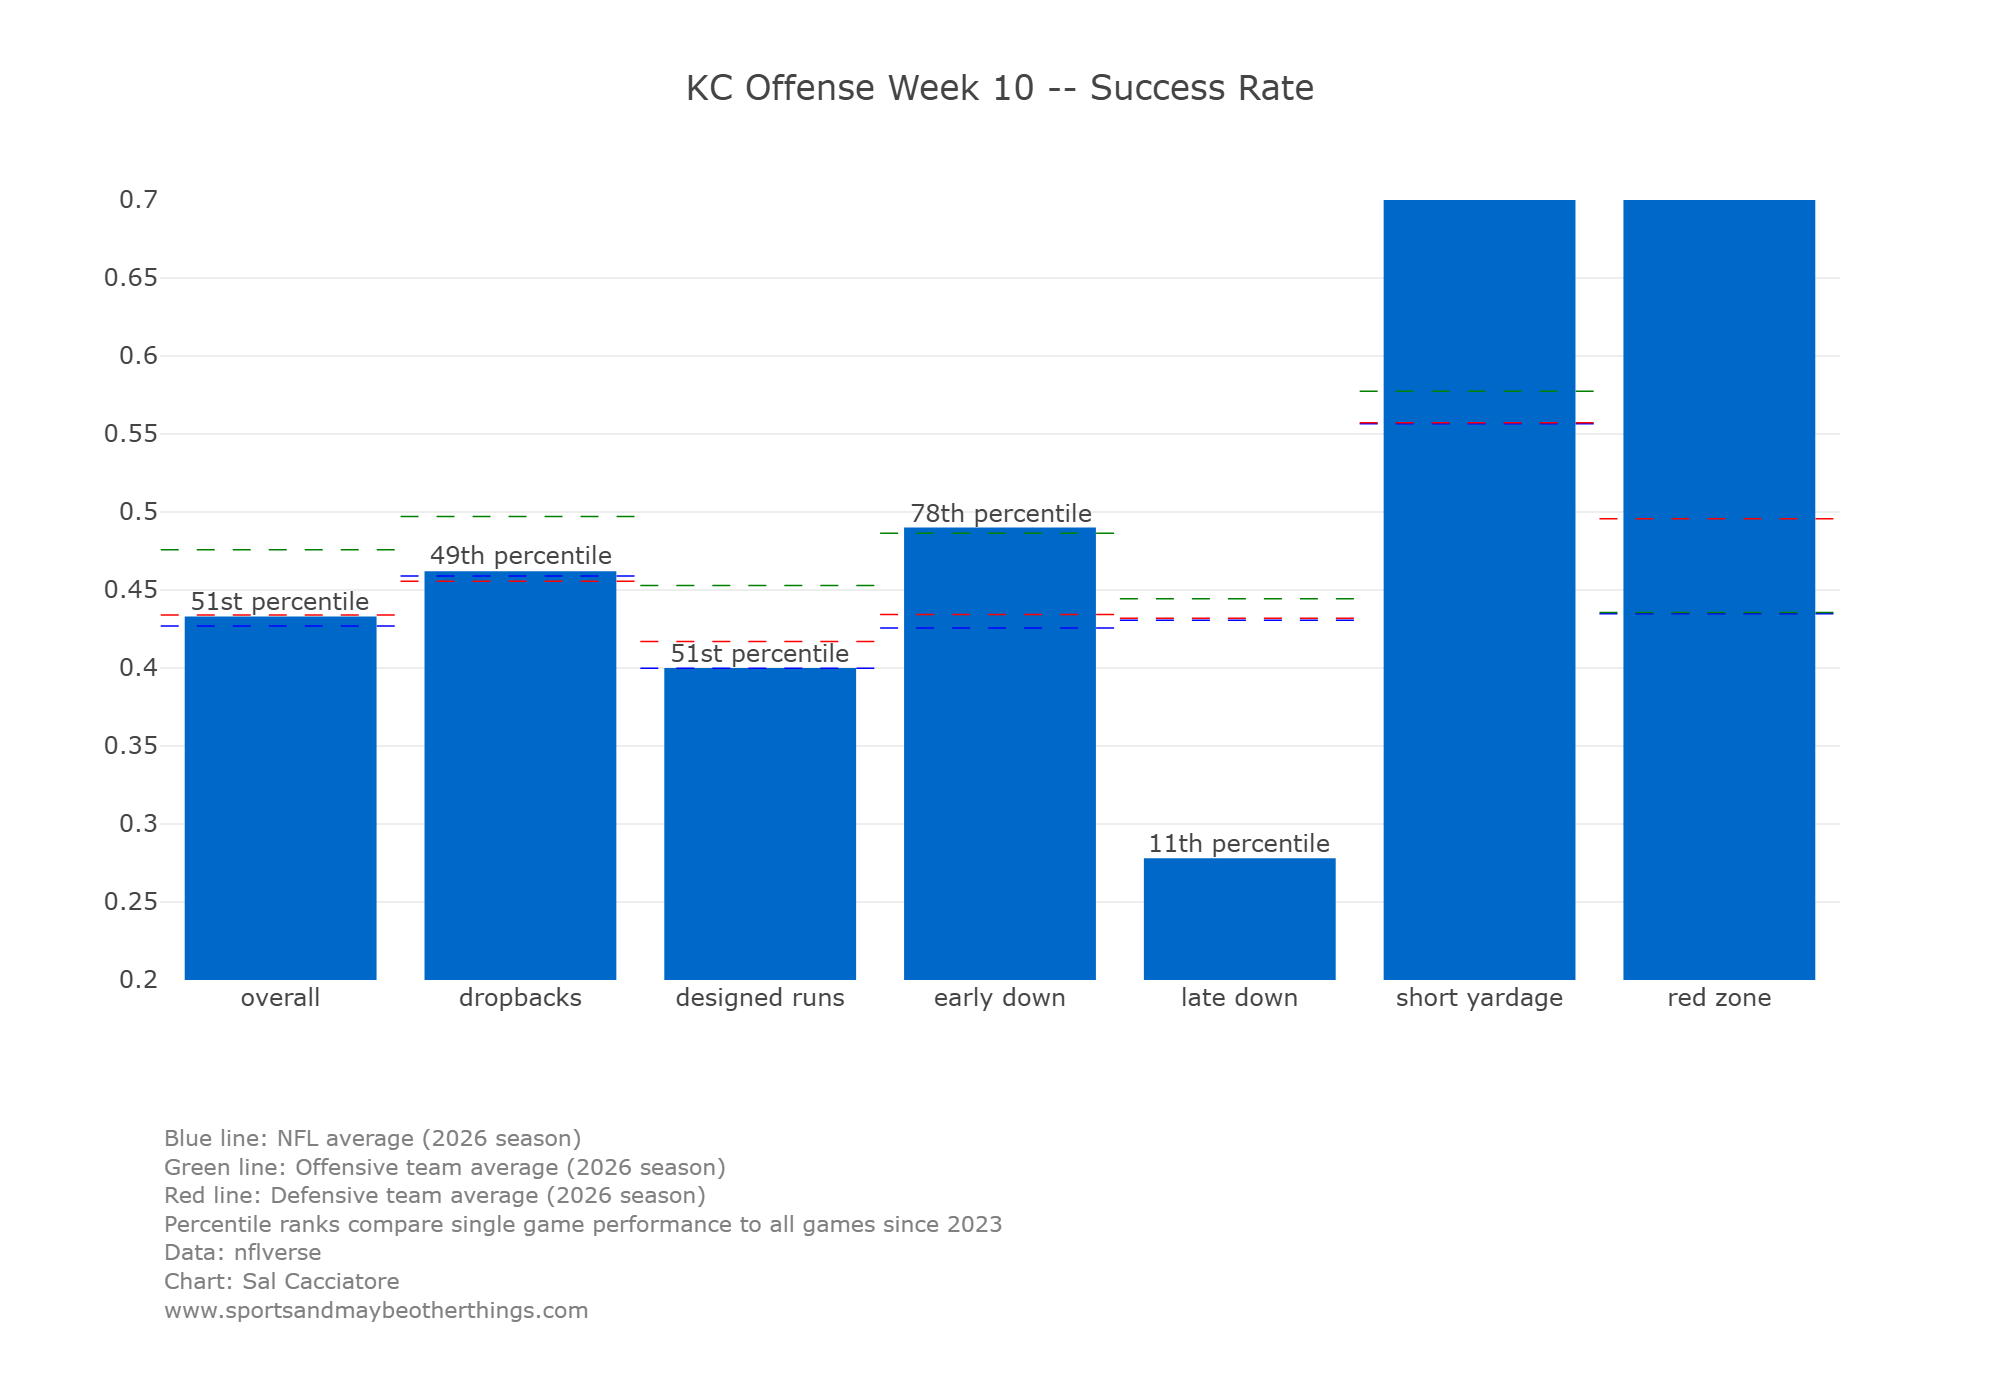 KC Offense Week 10 -- Success Rate
0.7
0.65
0.6
0.55
0.5
0.45
0.4
0.35
0.3
0.25
0.2
51st percentile
49th percentile
51st percentile
78th percentile
11th percentile
overall
dropbacks
designed runs
early down
late down
short yardage
red zone
Blue line: NFL average (2026 season)
Green line: Offensive team average (2026 season)
Red line: Defensive team average (2026 season)
Percentile ranks compare single game performance to all games since 2023
Data: nflverse
Chart: Sal Cacciatore
www.sportsandmaybeotherthings.com